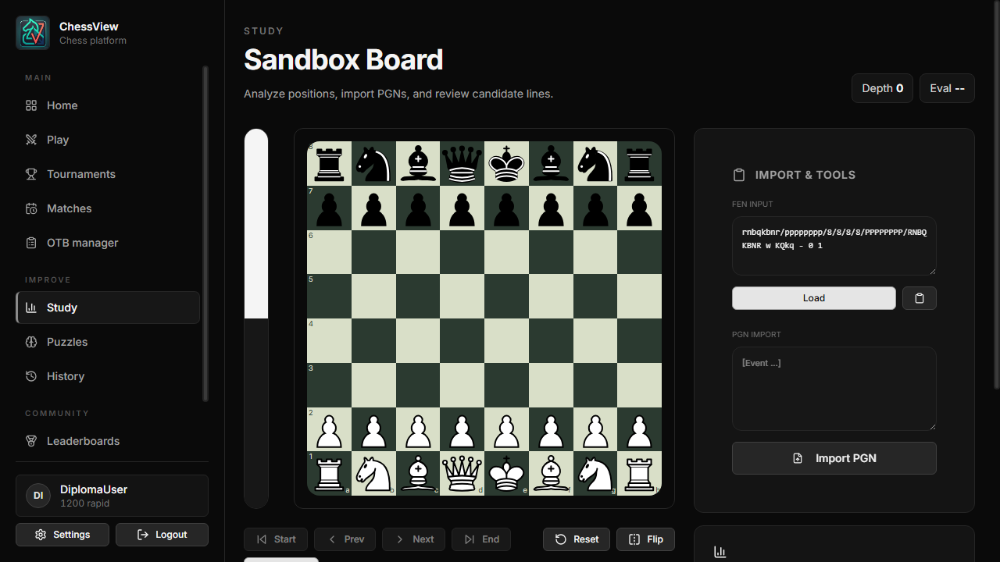 ChessView
Chess platform
MAIN
Home
Play
Tournaments
Matches
OTB manager
IMPROVE
Study
Puzzles
History
COMMUNITY
Leaderboards
DI
DiplomaUser
1200 rapid
Settings
Logout
STUDY
Sandbox Board
Analyze positions, import PGNs, and review candidate lines.
Depth 0
Eval --
8
7
6
5
4
3
2
1
a
b
c
d
e
f
g
h
Start
Prev
Next
End
Reset
Flip
IMPORT & TOOLS
FEN INPUT
rnbqkbnr/pppppppp/8/8/8/8/PPPPPPPP/RNBQ
KBNR w KQkq - 0 1
Load
PGN IMPORT
[Event ...]
Import PGN